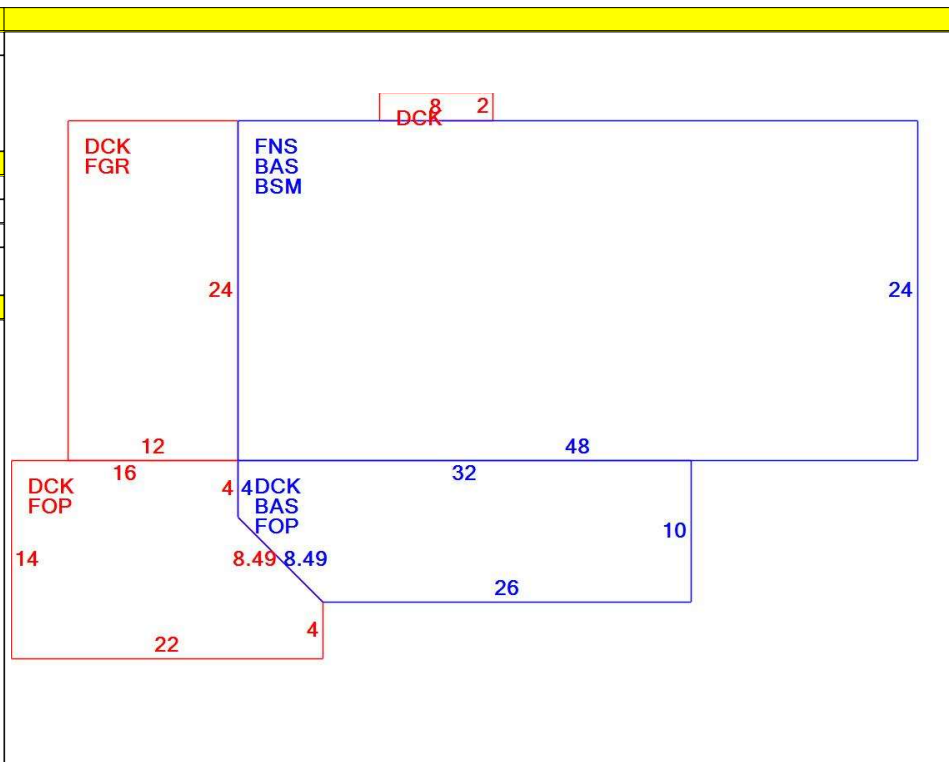 8 2
DCK
DCK
FGR
FNS
BAS
BSM
24
24
12
48
16
32
DCK
FOP
4
4
DCK
BAS
FOP
10
14
8.49
8.49
26
4
22